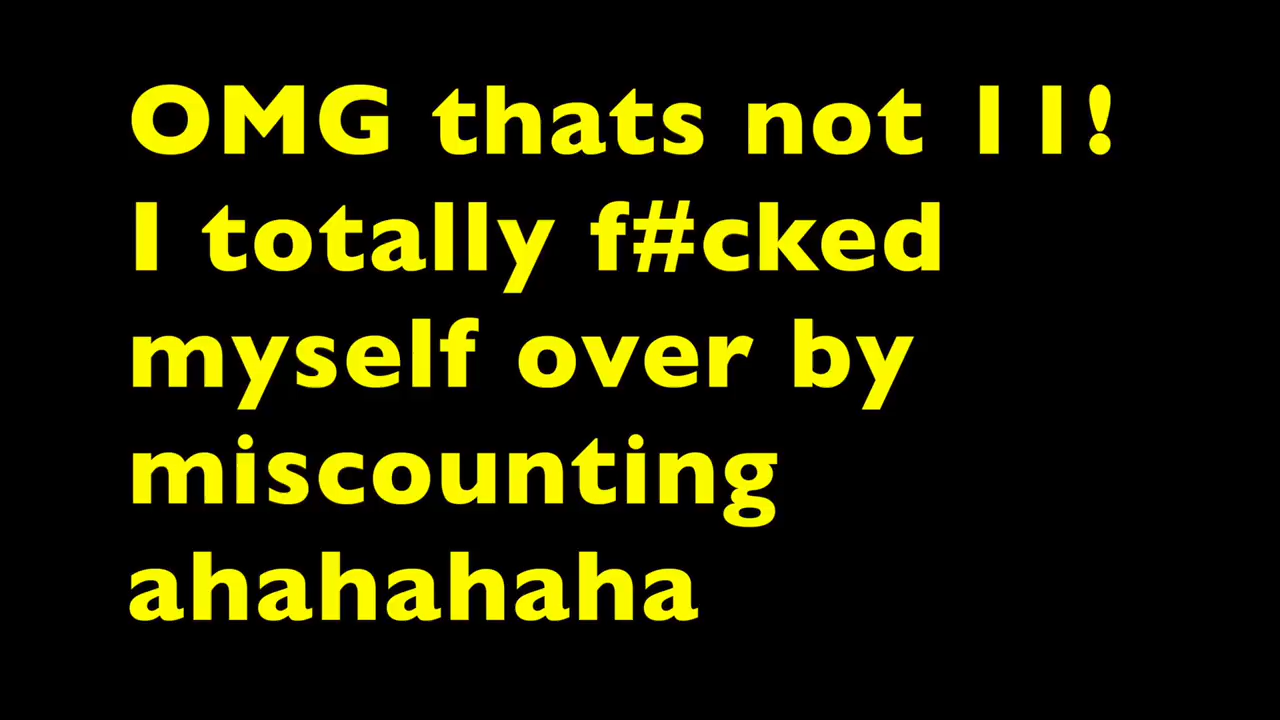 OMG thats not 11!
I totally f#cked
myself over by
miscounting
ahahahaha